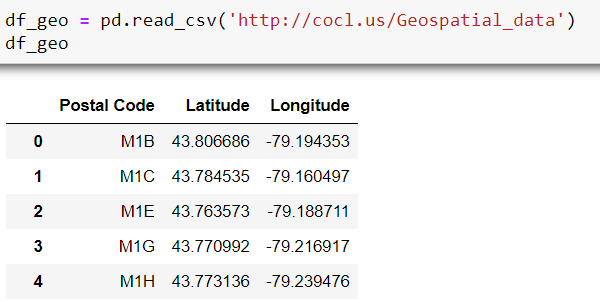 df_geo = pd.read_csv('http://cocl.us/Geospatial_data')
df_geo
Postal Code Latitude Longitude
0 M1B 43.806686 -79.194353
1 M1C 43.784535 -79.160497
2 M1E 43.763573 -79.188711
3 M1G 43.770992 -79.216917
4 M1H 43.773136 -79.239476